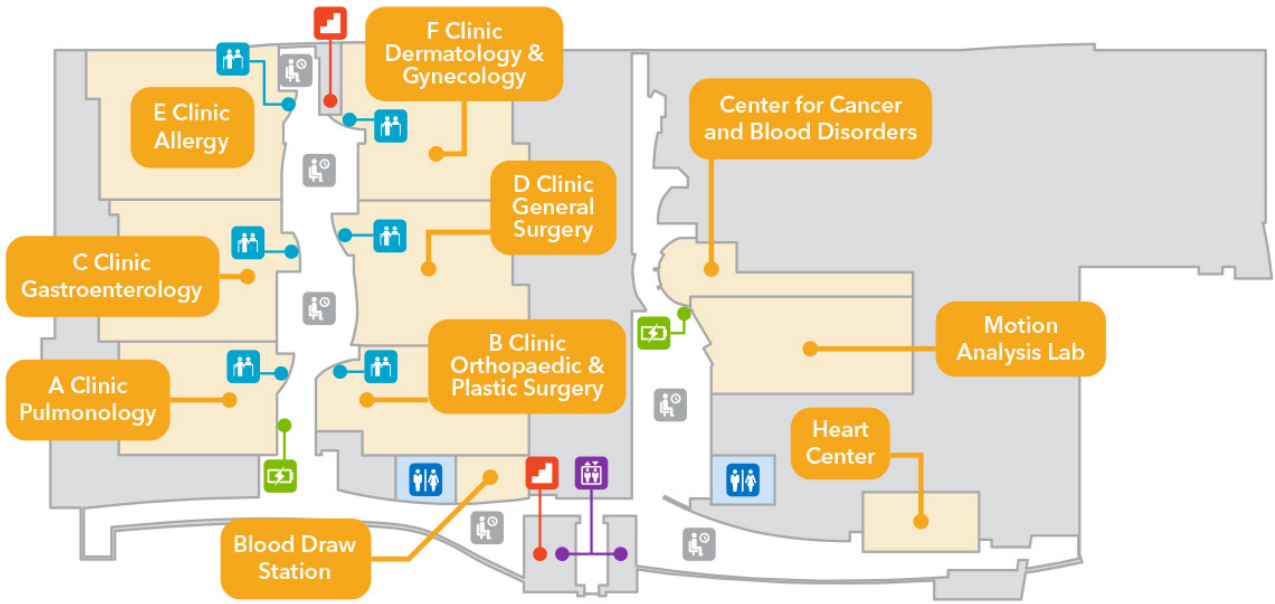 F Clinic
Dermatology &
Gynecology
E Clinic
Allergy
Center for Cancer
and Blood Disorders
D Clinic
General
Surgery
C Clinic
Gastroenterology
B Clinic
Orthopaedic &
Plastic Surgery
Motion
Analysis Lab
A Clinic
Pulmonology
Heart
Center
Blood Draw
Station